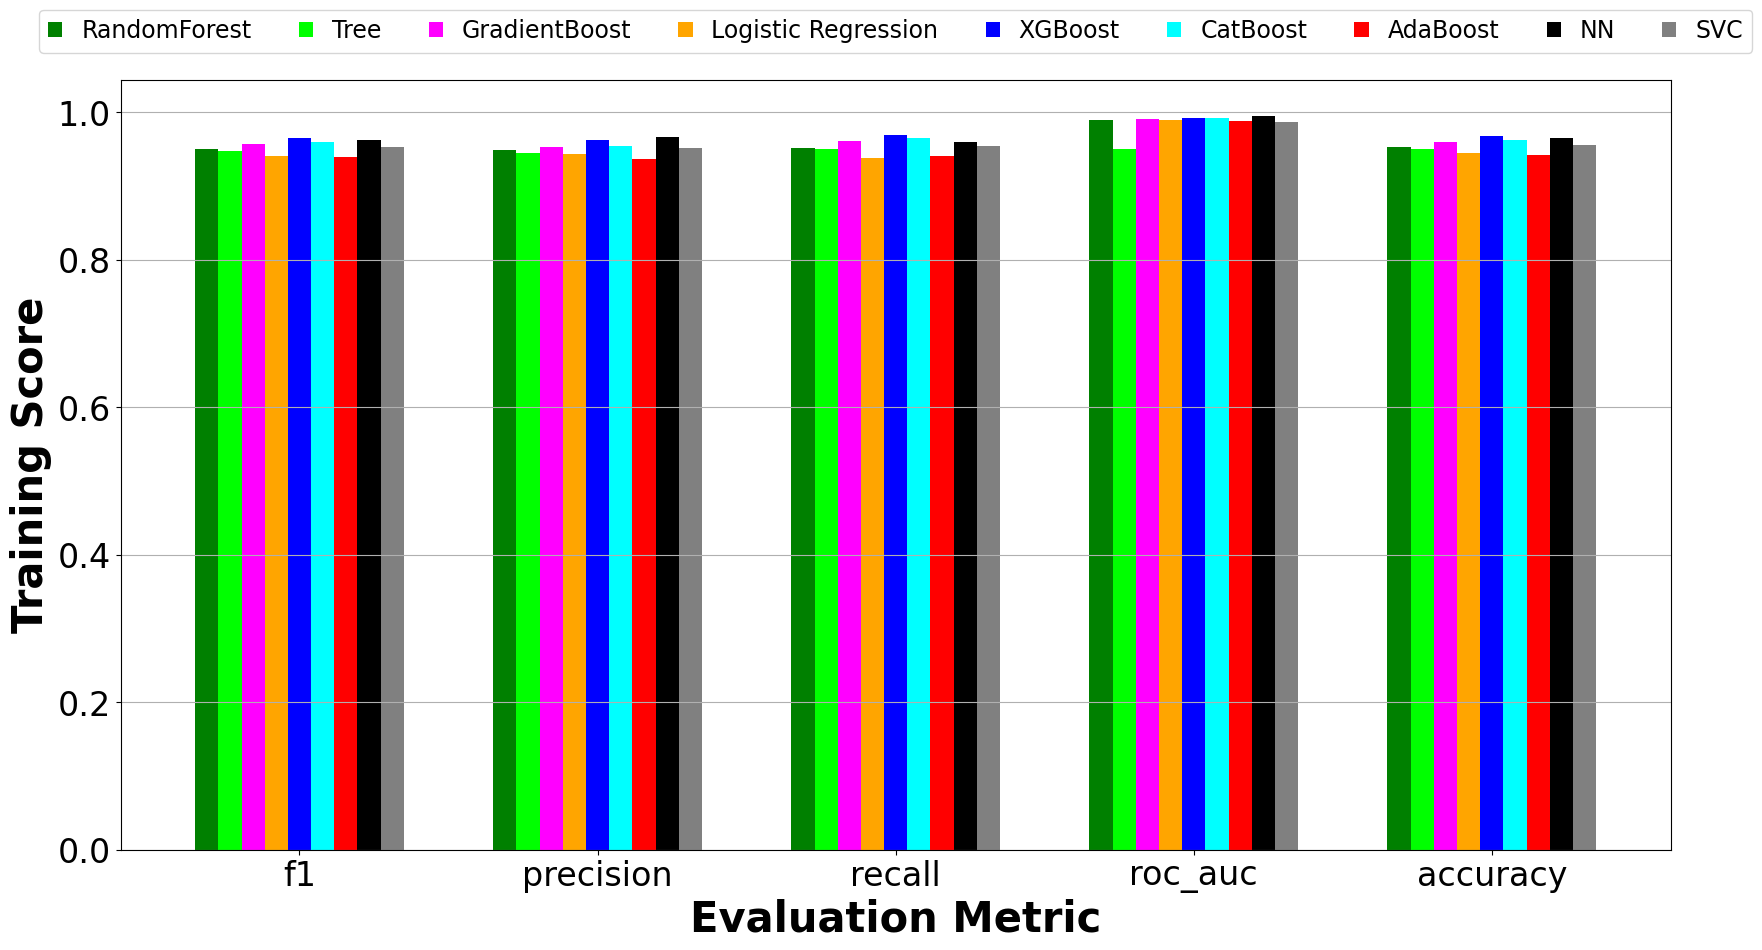 RandomForest Tree GradientBoost Logistic Regression XGBoost CatBoost AdaBoost NN SVC
Training Score
1.0
0.8
0.6
0.4
0.2
0.0
f1 precision recall roc_auc accuracy
Evaluation Metric